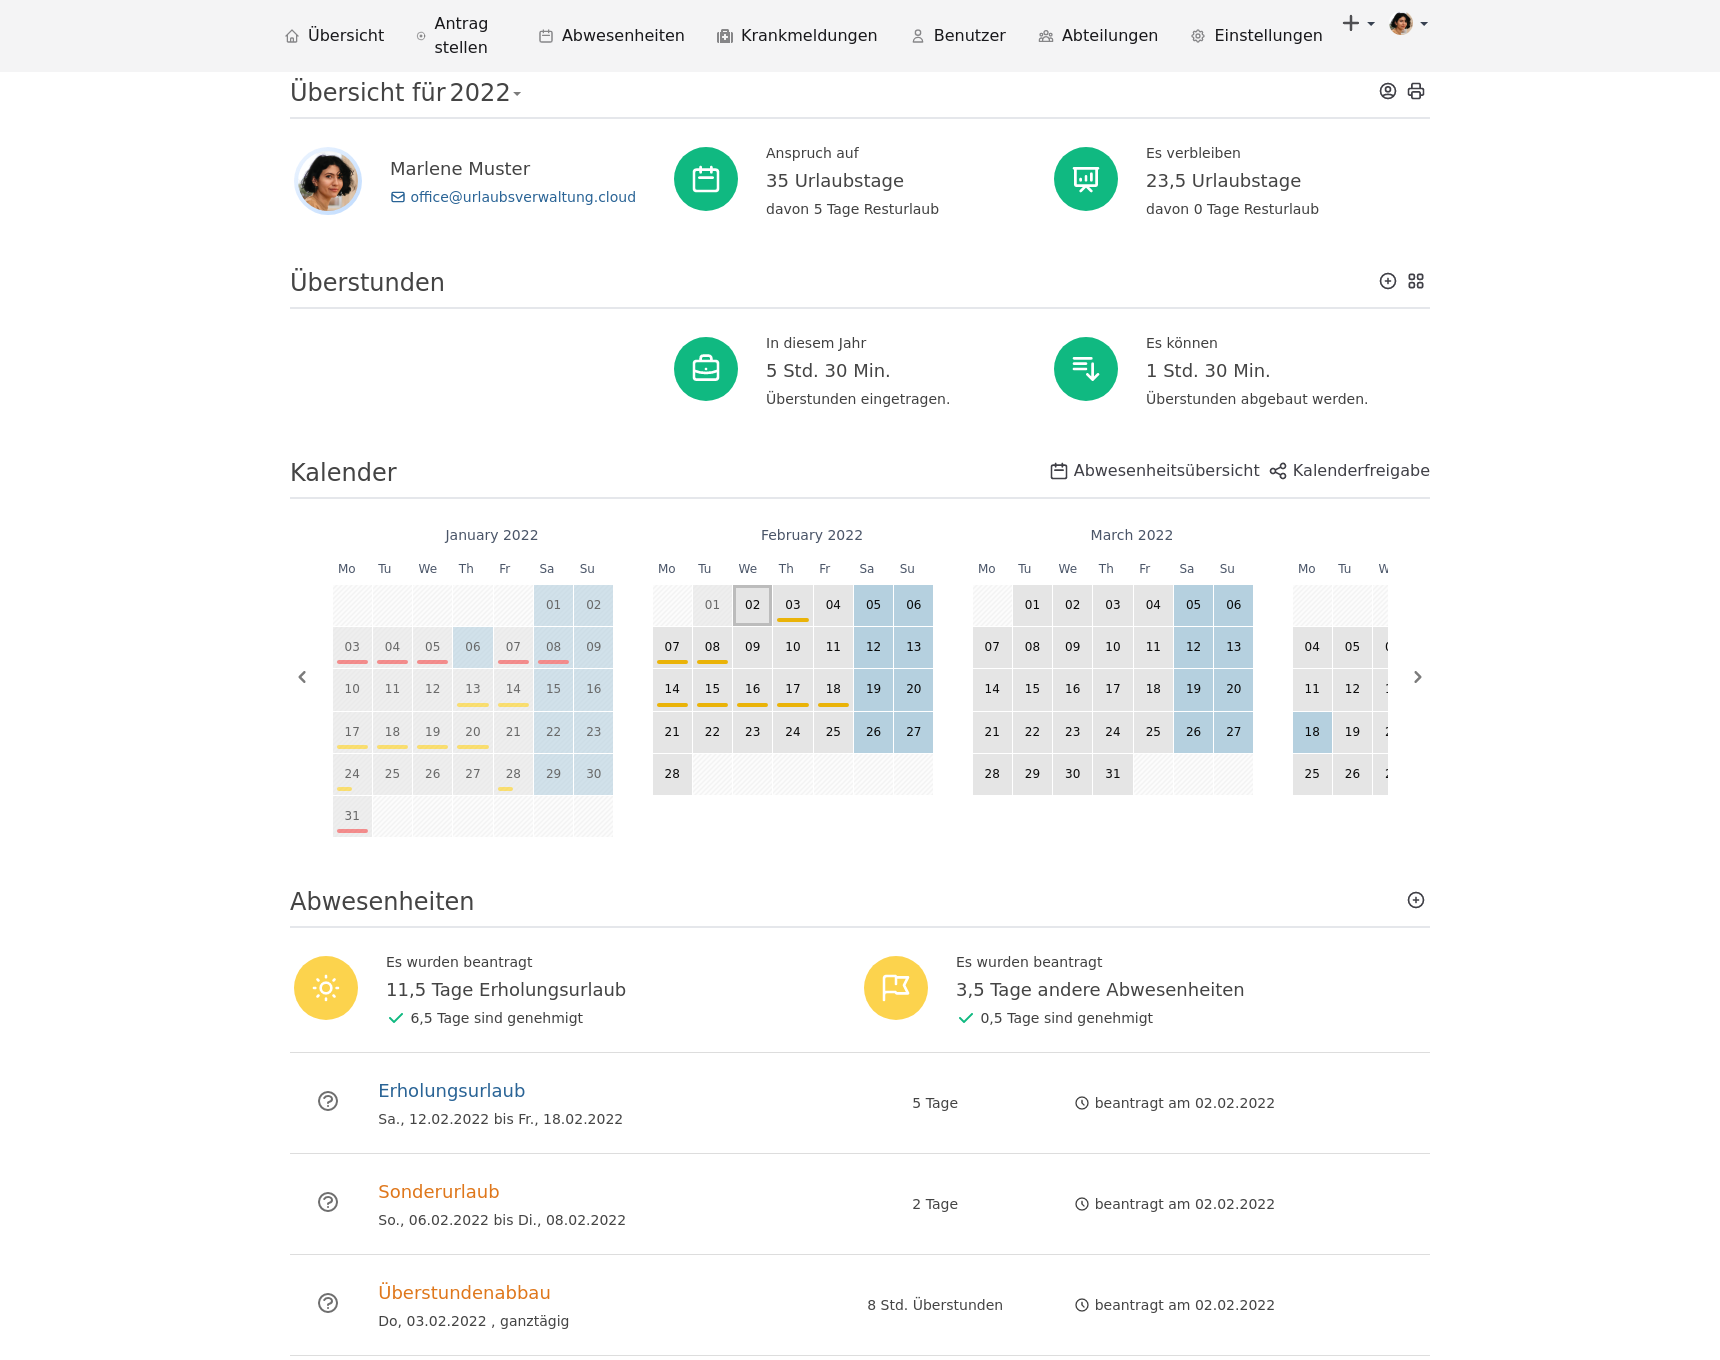 Übersicht
Antrag
stellen
Abwesenheiten
Krankmeldungen
Benutzer
Abteilungen
Einstellungen
Übersicht für 2022
Marlene Muster
office@urlaubsverwaltung.cloud
Anspruch auf
35 Urlaubstage
davon 5 Tage Resturlaub
Es verbleiben
23,5 Urlaubstage
davon 0 Tage Resturlaub
Überstunden
In diesem Jahr
5 Std. 30 Min.
Überstunden eingetragen.
Es können
1 Std. 30 Min.
Überstunden abgebaut werden.
Kalender
Abwesenheitsübersicht
Kalenderfreigabe
January 2022
Mo Tu We Th Fr Sa Su
01 02
03 04 05 06 07 08 09
10 11 12 13 14 15 16
17 18 19 20 21 22 23
24 25 26 27 28 29 30
31
February 2022
Mo Tu We Th Fr Sa Su
01 02 03 04 05 06
07 08 09 10 11 12 13
14 15 16 17 18 19 20
21 22 23 24 25 26 27
28
March 2022
Mo Tu We Th Fr Sa Su
01 02 03 04 05 06
07 08 09 10 11 12 13
14 15 16 17 18 19 20
21 22 23 24 25 26 27
28 29 30 31
Mo Tu
04 05
11 12
18 19
25 26
Abwesenheiten
Es wurden beantragt
11,5 Tage Erholungsurlaub
6,5 Tage sind genehmigt
Es wurden beantragt
3,5 Tage andere Abwesenheiten
0,5 Tage sind genehmigt
Erholungsurlaub
Sa., 12.02.2022 bis Fr., 18.02.2022
5 Tage
beantragt am 02.02.2022
Sonderurlaub
So., 06.02.2022 bis Di., 08.02.2022
2 Tage
beantragt am 02.02.2022
Überstundenabbau
Do, 03.02.2022 , ganztägig
8 Std. Überstunden
beantragt am 02.02.2022